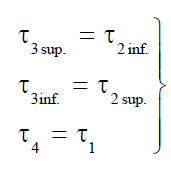 τ3 sup. = τ2 inf.
τ3inf. = τ2 sup.
τ4 = τ1